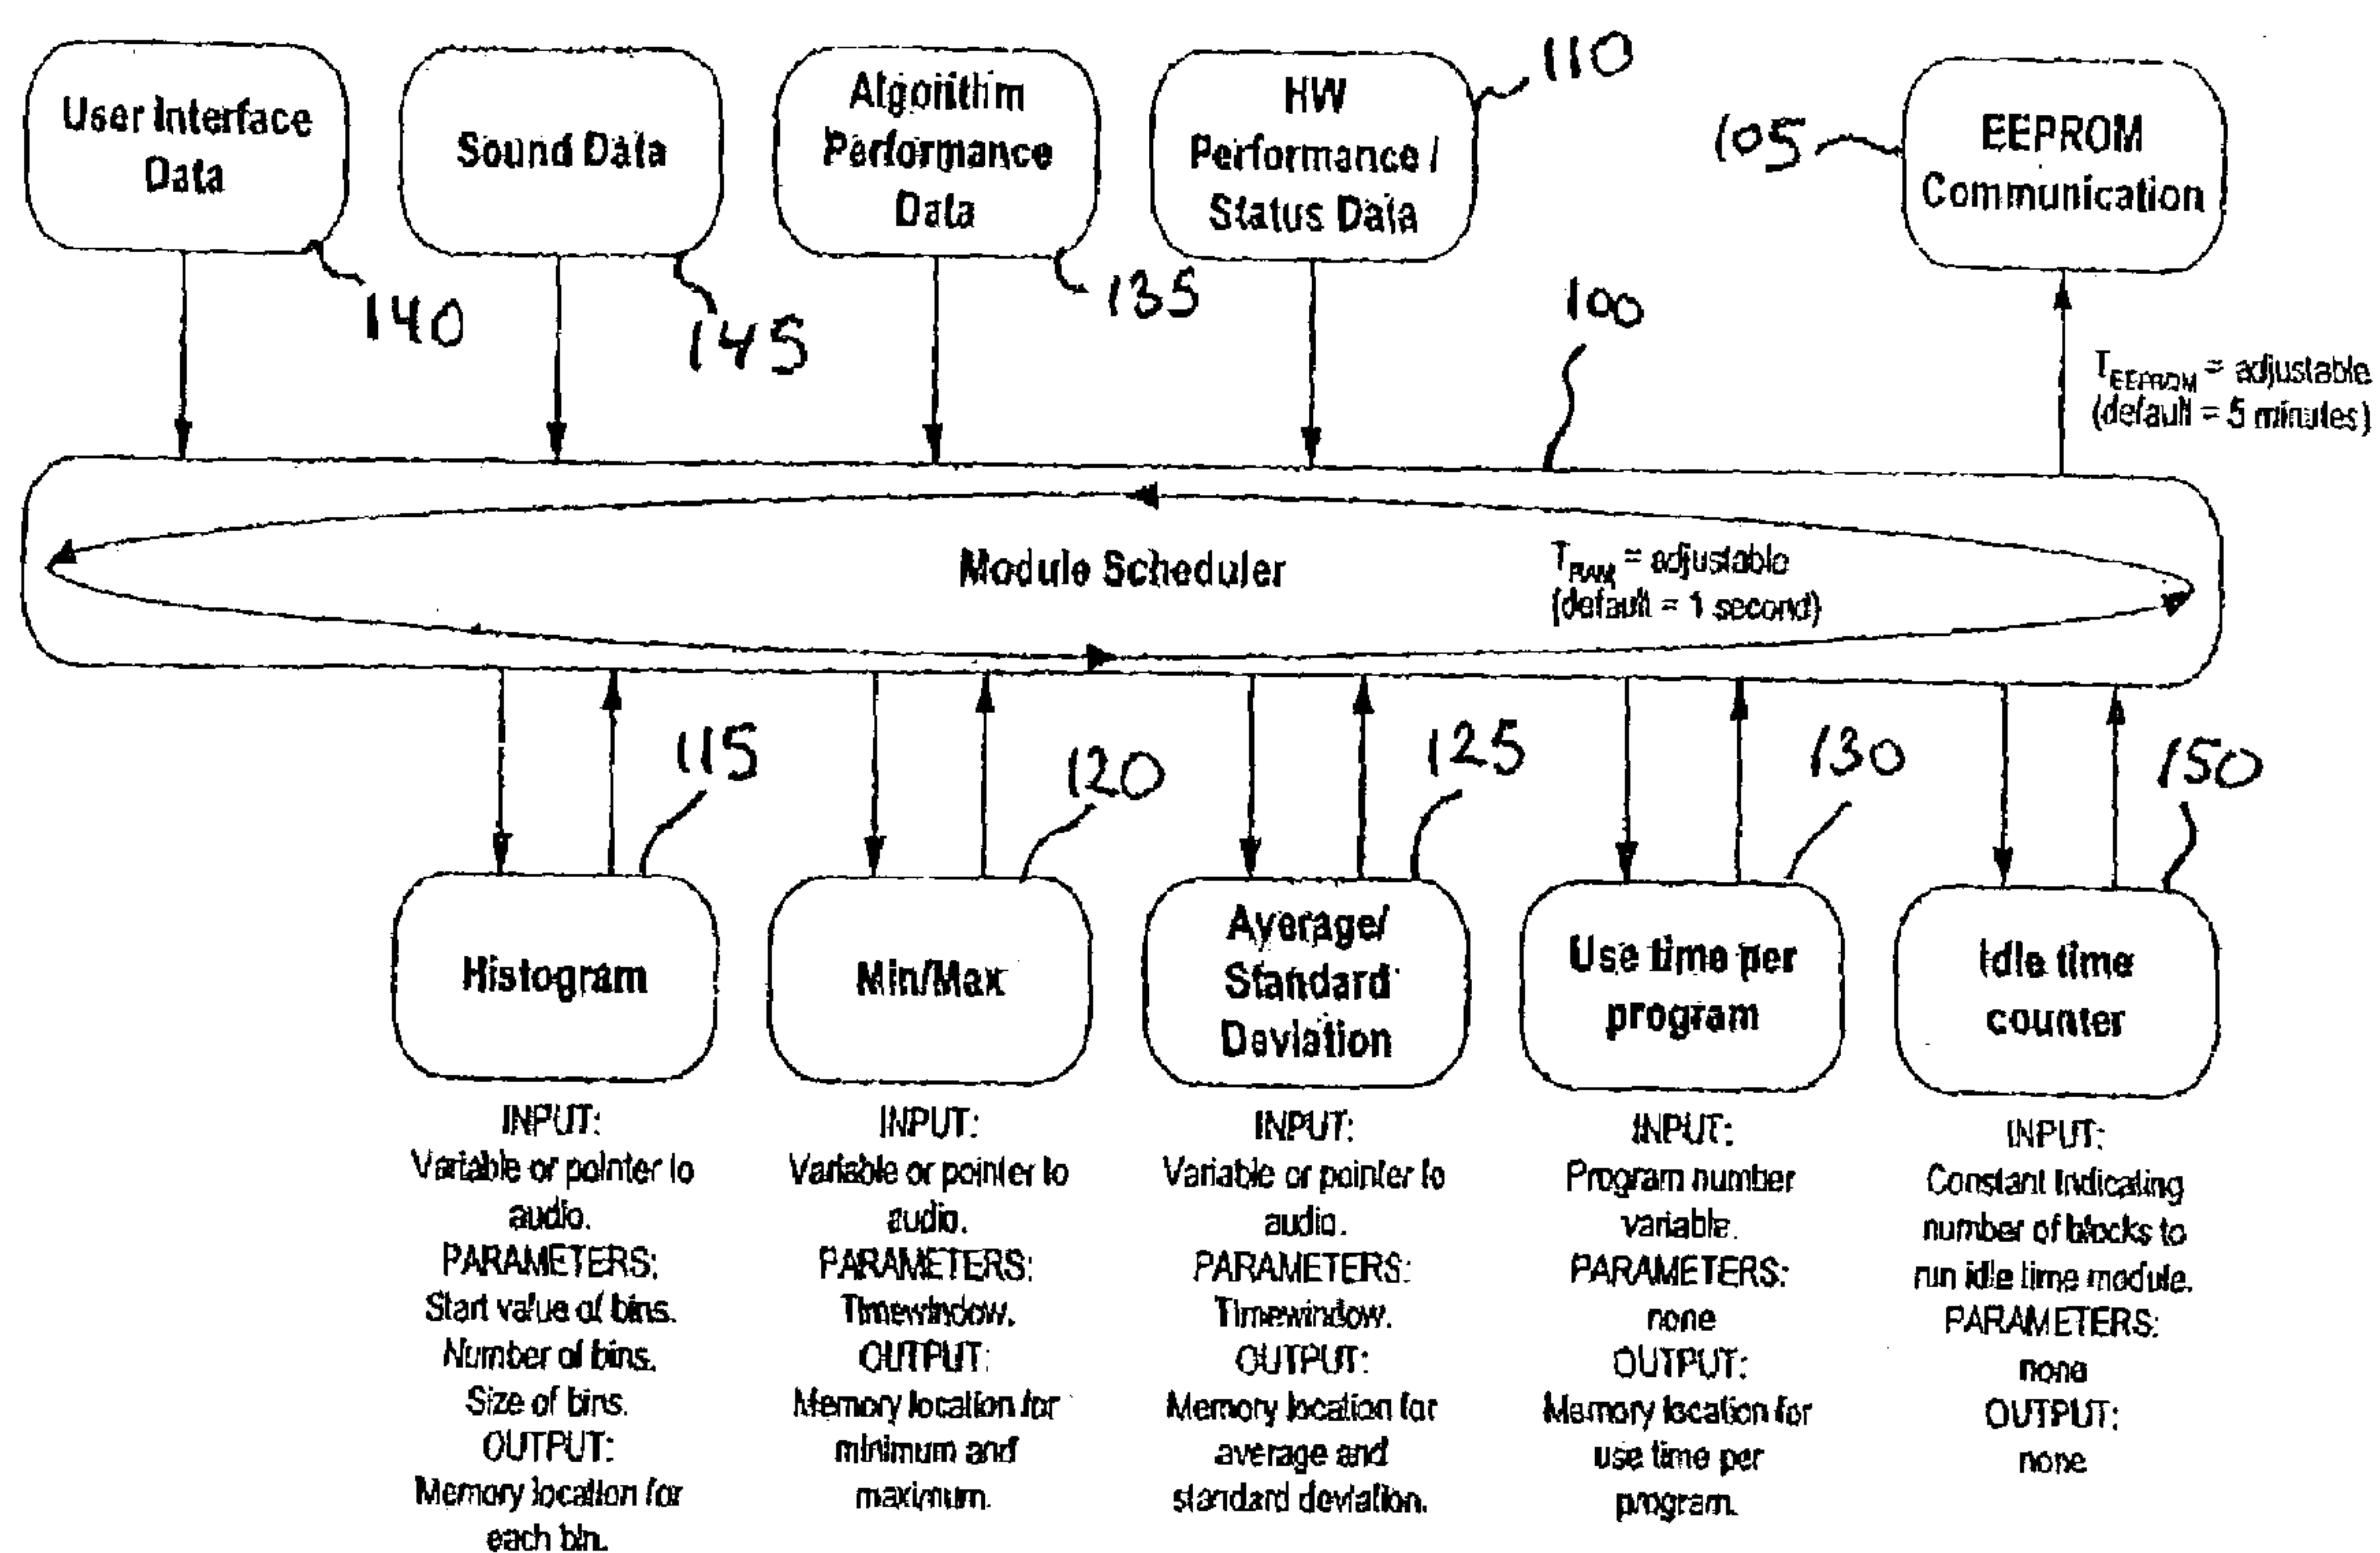 User Interface
Data
140
Sound Data
145
Algorithm
Performance
Data
135
HW
Performance /
Status Data
110
105
EEPROM
Communication
100
T EEPROM = adjustable
(default = 5 minutes)
Module Scheduler
T RAM = adjustable
(default = 1 second)
115
120
125
130
150
Histogram
INPUT:
Variable or pointer to
audio.
PARAMETERS:
Start value of bins.
Number of bins.
Size of bins.
OUTPUT:
Memory location for
each bin.
Min/Max
INPUT:
Variable or pointer to
audio.
PARAMETERS:
Timewindow.
OUTPUT:
Memory location for
minimum and
maximum.
Average/
Standard
Deviation
INPUT:
Variable or pointer to
audio.
PARAMETERS:
Timewindow.
OUTPUT:
Memory location for
average and
standard deviation.
Use time per
program
INPUT:
Program number
variable.
PARAMETERS:
none
OUTPUT:
Memory location for
use time per
program.
Idle time
counter
INPUT:
Constant Indicating
number of blocks to
run idle time module.
PARAMETERS:
none
OUTPUT:
none